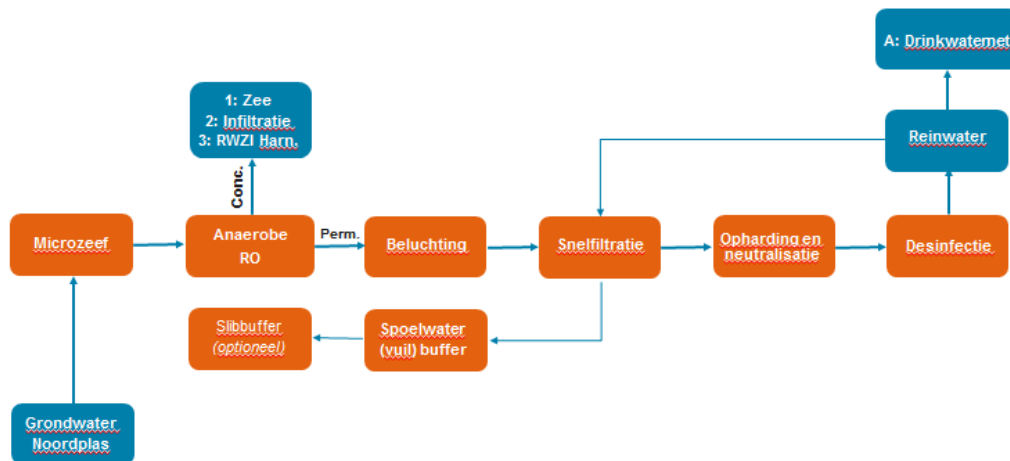 A: Drinkwaternet
1: Zee
2: Infiltratie
3: RWZI Harn.
Reinwater
Conc.
Microzeef
Anaerobe
RO
Perm.
Beluchting
Snelfiltratie
Opharding en
neutralisatie
Desinfectie
Slibbuffer
(optioneel)
Spoelwater
(vuil) buffer
Grondwater
Noordplas